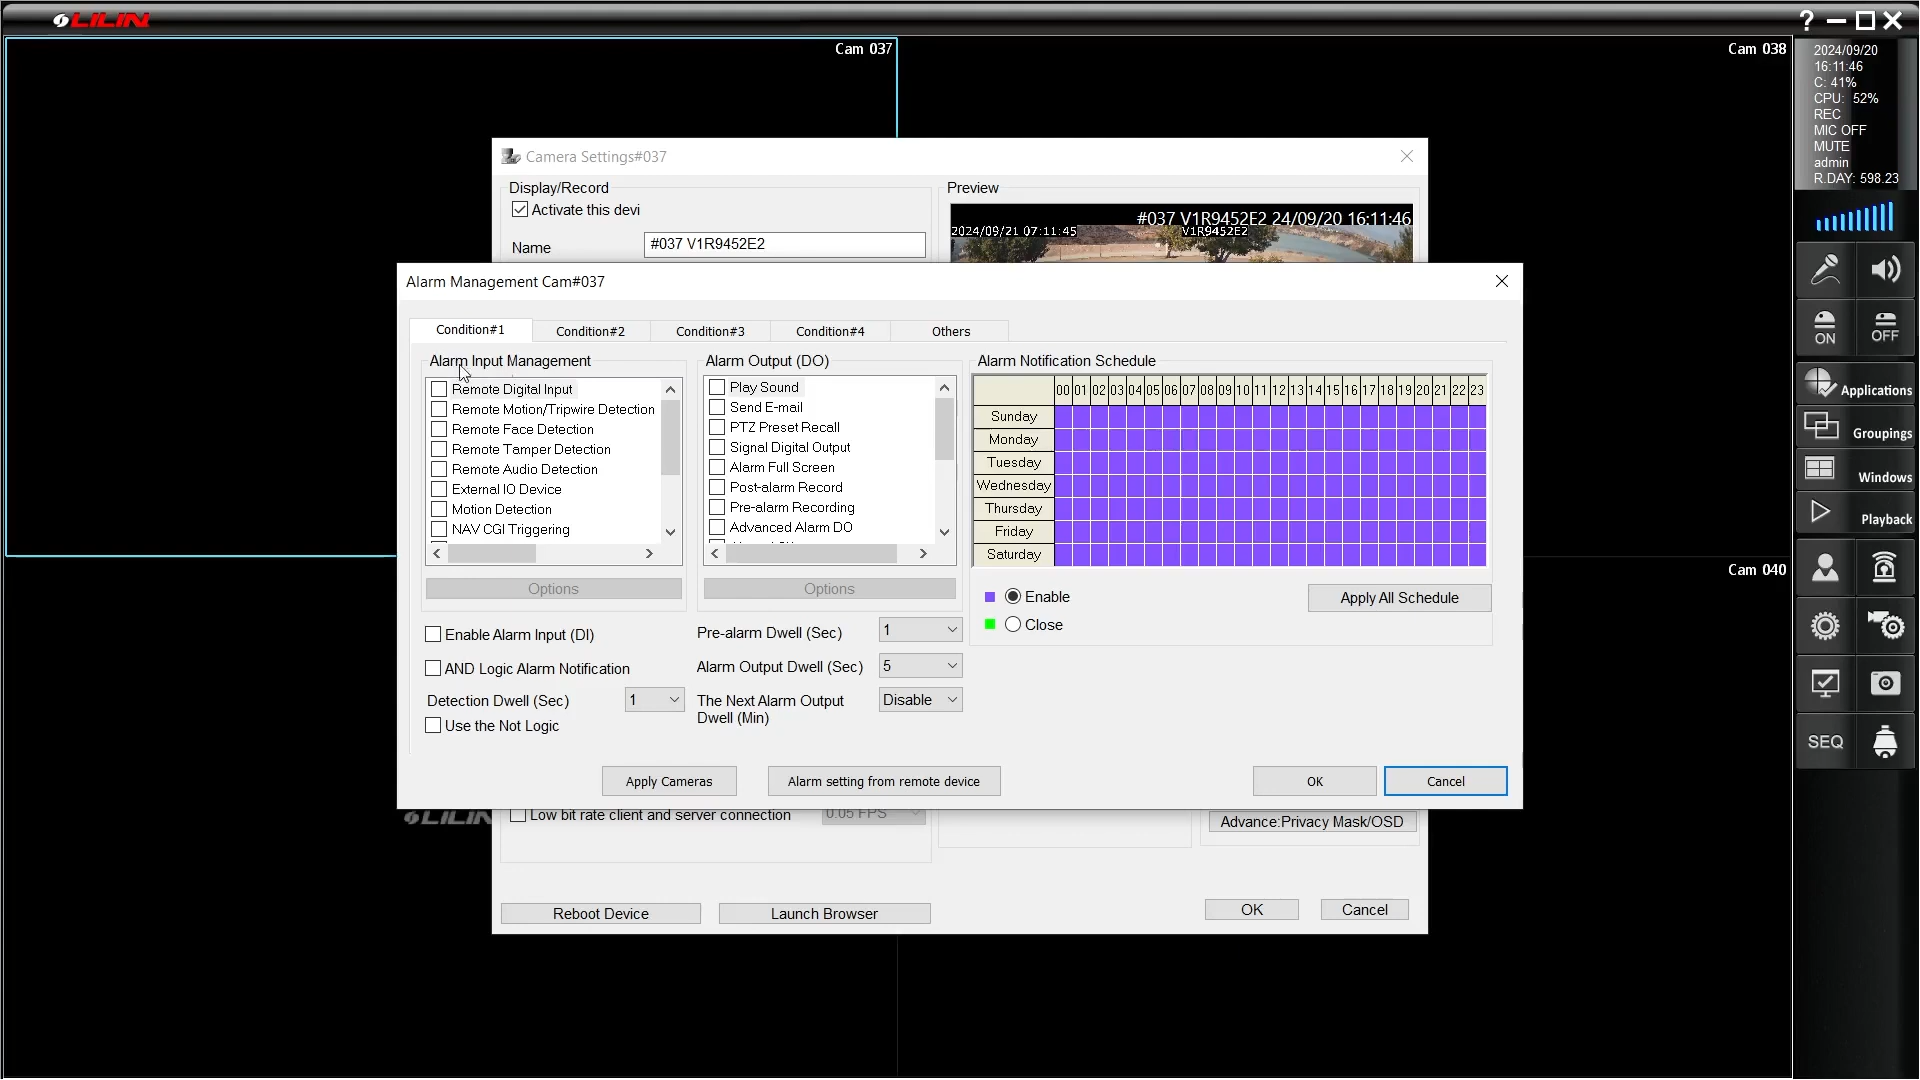 LILIN
?
Cam 037
Cam 038
2024/09/20
16:11:46
C: 41%
CPU: 52%
REC
MIC OFF
MUTE
admin
R.DAY: 598.23
ON
OFF
Applications
Groupings
Windows
Playback
SEQ
Camera Settings#037
Display/Record
Activate this devi
Name
#037 V1R9452E2
Preview
#037 V1R9452E2 24/09/20 16:11:46
2024/09/21 07:11:45
V1R9452E2
Alarm Management Cam#037
Condition#1
Condition#2
Condition#3
Condition#4
Others
Alarm Input Management
Remote Digital Input
Remote Motion/Tripwire Detection
Remote Face Detection
Remote Tamper Detection
Remote Audio Detection
External IO Device
Motion Detection
NAV CGI Triggering
Options
Enable Alarm Input (DI)
AND Logic Alarm Notification
Detection Dwell (Sec)
1
Use the Not Logic
Alarm Output (DO)
Play Sound
Send E-mail
PTZ Preset Recall
Signal Digital Output
Alarm Full Screen
Post-alarm Record
Pre-alarm Recording
Advanced Alarm DO
Options
Pre-alarm Dwell (Sec)
1
Alarm Output Dwell (Sec)
5
The Next Alarm Output
Dwell (Min)
Disable
Alarm Notification Schedule
00 01 02 03 04 05 06 07 08 09 10 11 12 13 14 15 16 17 18 19 20 21 22 23
Sunday
Monday
Tuesday
Wednesday
Thursday
Friday
Saturday
Enable
Close
Apply All Schedule
Apply Cameras
Alarm setting from remote device
OK
Cancel
LILIN
Low bit rate client and server connection
0.05 FPS
Advance:Privacy Mask/OSD
Reboot Device
Launch Browser
OK
Cancel
Cam 040